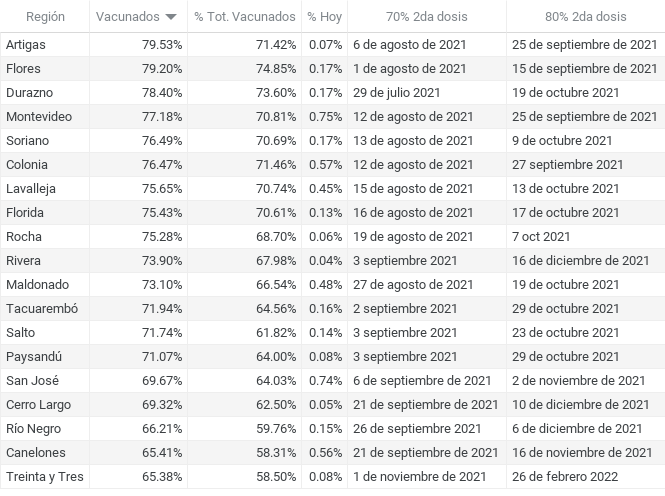 Región Vacunados % Tot. Vacunados % Hoy 70% 2da dosis 80% 2da dosis
Artigas 79.53% 71.42% 0.07% 6 de agosto de 2021 25 de septiembre de 2021
Flores 79.20% 74.85% 0.17% 1 de agosto de 2021 15 de septiembre de 2021
Durazno 78.40% 73.60% 0.17% 29 de julio 2021 19 de octubre 2021
Montevideo 77.18% 70.81% 0.75% 12 de agosto de 2021 25 de septiembre de 2021
Soriano 76.49% 70.69% 0.17% 13 de agosto de 2021 9 de octubre 2021
Colonia 76.47% 71.46% 0.57% 12 de agosto de 2021 27 septiembre 2021
Lavalleja 75.65% 70.74% 0.45% 15 de agosto de 2021 13 de octubre 2021
Florida 75.43% 70.61% 0.13% 16 de agosto de 2021 17 de octubre 2021
Rocha 75.28% 68.70% 0.06% 19 de agosto de 2021 7 oct 2021
Rivera 73.90% 67.98% 0.04% 3 septiembre 2021 16 de diciembre de 2021
Maldonado 73.10% 66.54% 0.48% 27 de agosto de 2021 19 de octubre 2021
Tacuarembó 71.94% 64.56% 0.16% 2 septiembre 2021 29 de octubre 2021
Salto 71.74% 61.82% 0.14% 3 septiembre 2021 23 de octubre 2021
Paysandú 71.07% 64.00% 0.08% 3 septiembre 2021 29 de octubre 2021
San José 69.67% 64.03% 0.74% 6 de septiembre de 2021 2 de noviembre de 2021
Cerro Largo 69.32% 62.50% 0.05% 21 de septiembre de 2021 10 de diciembre de 2021
Río Negro 66.21% 59.76% 0.15% 26 de septiembre 2021 6 de diciembre de 2021
Canelones 65.41% 58.31% 0.56% 21 de septiembre de 2021 16 de noviembre de 2021
Treinta y Tres 65.38% 58.50% 0.08% 1 de noviembre de 2021 26 de febrero 2022